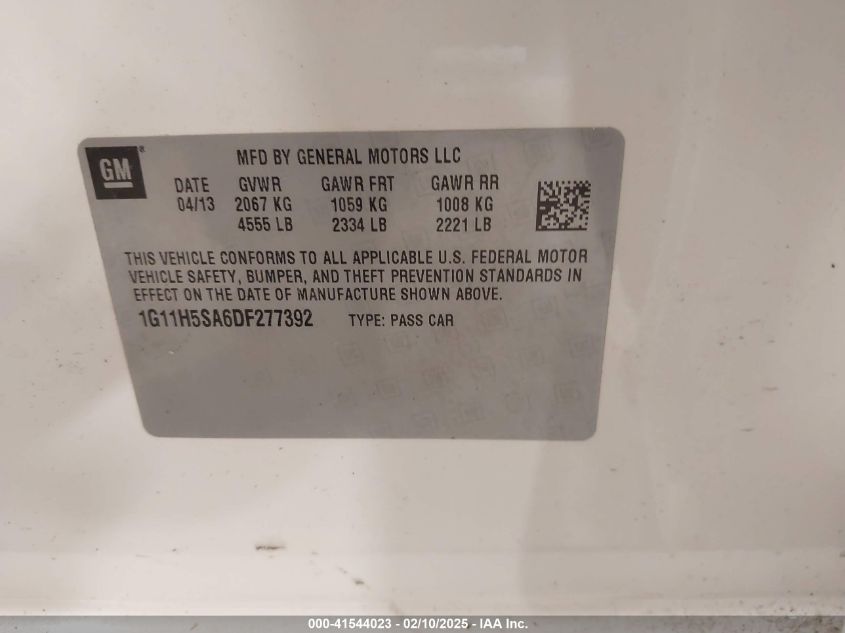 GM®
MFD BY GENERAL MOTORS LLC
DATE GVWR GAWR FRT GAWR RR
04/13 2067 KG 1059 KG 1008 KG
4555 LB 2334 LB 2221 LB
THIS VEHICLE CONFORMS TO ALL APPLICABLE U.S. FEDERAL MOTOR
VEHICLE SAFETY, BUMPER, AND THEFT PREVENTION STANDARDS IN
EFFECT ON THE DATE OF MANUFACTURE SHOWN ABOVE.
1G11H5SA6DF277392 TYPE: PASS CAR
000-41544023 - 02/10/2025 - IAA Inc.